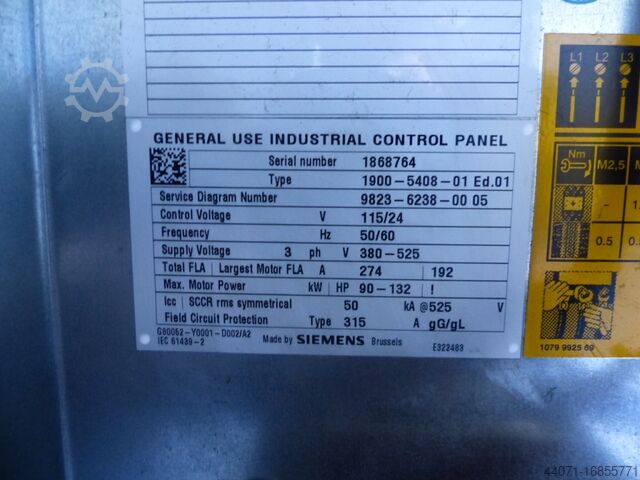 GENERAL USE INDUSTRIAL CONTROL PANEL
Serial number 1868764
Type 1900-5408-01 Ed.01
Service Diagram Number 9823-6238-00 05
Control Voltage V 115/24
Frequency Hz 50/60
Supply Voltage 3 ph V 380-525
Total FLA | Largest Motor FLA A 274 | 192
Max. Motor Power kW | HP 90-132 | !
Icc | SCCR rms symmetrical 50 kA @525 V
Field Circuit Protection Type 315 A gG/gL
G80052-Y0001-D002/A2
IEC 61439-2 Made by SIEMENS Brussels E322483
L1 L2 L3
Nm M2,5
0.5 0.5
1079 9925 69
44071-16855771